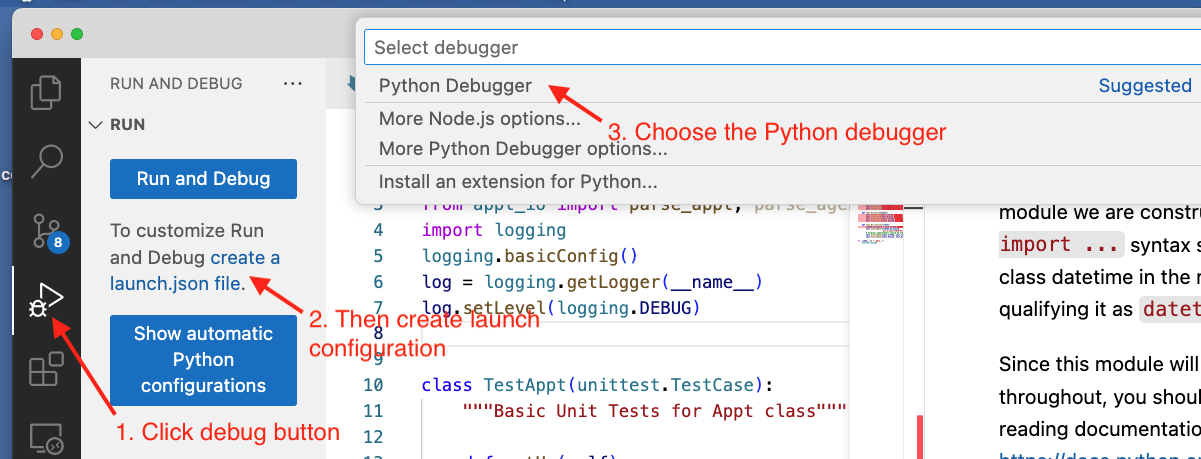 RUN AND DEBUG ···
RUN
Run and Debug
To customize Run
and Debug create a
launch.json file.
Show automatic
Python
configurations
8
1. Click debug button
2. Then create launch
configuration
3. Choose the Python debugger
Select debugger
Python Debugger Suggested
More Node.js options...
More Python Debugger options...
Install an extension for Python...
3 from appt_io import parse_appt, parse_age
4 import logging
5 logging.basicConfig()
6 log = logging.getLogger(__name__)
7 log.setLevel(logging.DEBUG)
8
9
10 class TestAppt(unittest.TestCase):
11 """Basic Unit Tests for Appt class"""
12
module we are constru
import ... syntax s
class datetime in the
qualifying it as datet
Since this module will
throughout, you shoul
reading documentatio